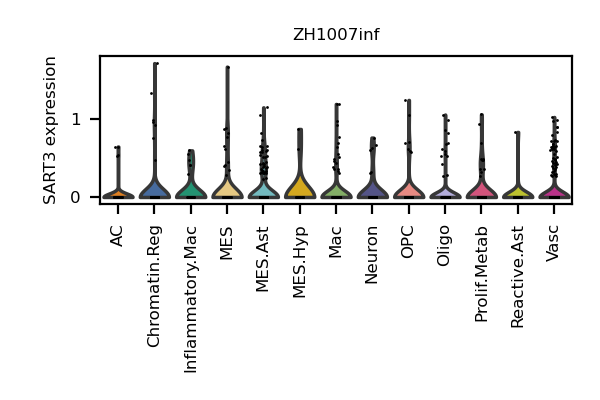 ZH1007inf
SART3 expression
1
0
AC
Chromatin.Reg
Inflammatory.Mac
MES
MES.Ast
MES.Hyp
Mac
Neuron
OPC
Oligo
Prolif.Metab
Reactive.Ast
Vasc